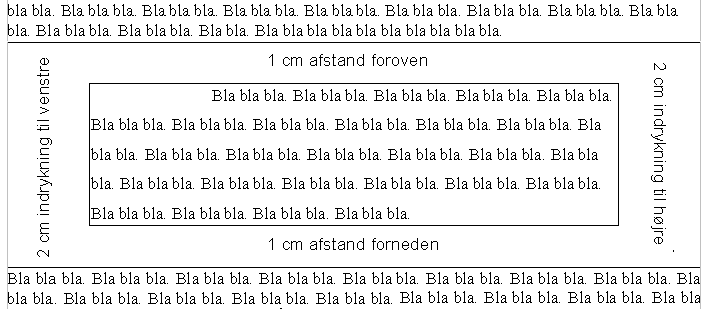 bla bla. Bla bla bla. Bla bla bla. Bla bla bla. Bla bla bla. Bla bla bla. Bla bla bla. Bla bla bla. Bla bla
bla. Bla bla bla. Bla bla bla. Bla bla. Bla bla bla bla bla bla bla bla bla bla bla.
1 cm afstand foroven
2 cm indrykning til venstre
Bla bla bla. Bla bla bla. Bla bla bla. Bla bla bla. Bla bla bla.
Bla bla bla. Bla bla bla. Bla bla bla. Bla bla bla. Bla bla bla. Bla bla bla. Bla
bla bla. Bla bla bla. Bla bla bla. Bla bla bla. Bla bla bla. Bla bla bla. Bla bla
bla. Bla bla bla. Bla bla bla. Bla bla bla. Bla bla bla. Bla bla bla. Bla bla bla.
Bla bla bla. Bla bla bla. Bla bla bla. Bla bla bla.
2 cm indrykning til højre
1 cm afstand forneden
Bla bla bla. Bla bla bla. Bla bla bla. Bla bla bla. Bla bla bla. Bla bla bla. Bla bla bla. Bla bla bla. Bla
bla bla. Bla bla bla. Bla bla bla. Bla bla bla. Bla bla bla. Bla bla bla. Bla bla bla. Bla bla bla. Bla bla